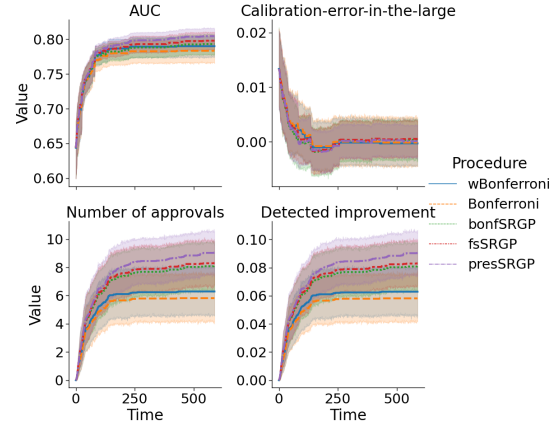 AUC
Calibration-error-in-the-large
Value
0.80
0.75
0.70
0.65
0.60
0.02
0.01
0.00
Procedure
wBonferroni
Bonferroni
bonfSRGP
fsSRGP
presSRGP
Number of approvals
Detected improvement
Value
10
8
6
4
2
0
0.10
0.08
0.06
0.04
0.02
0.00
0 250 500
0 250 500
Time
Time